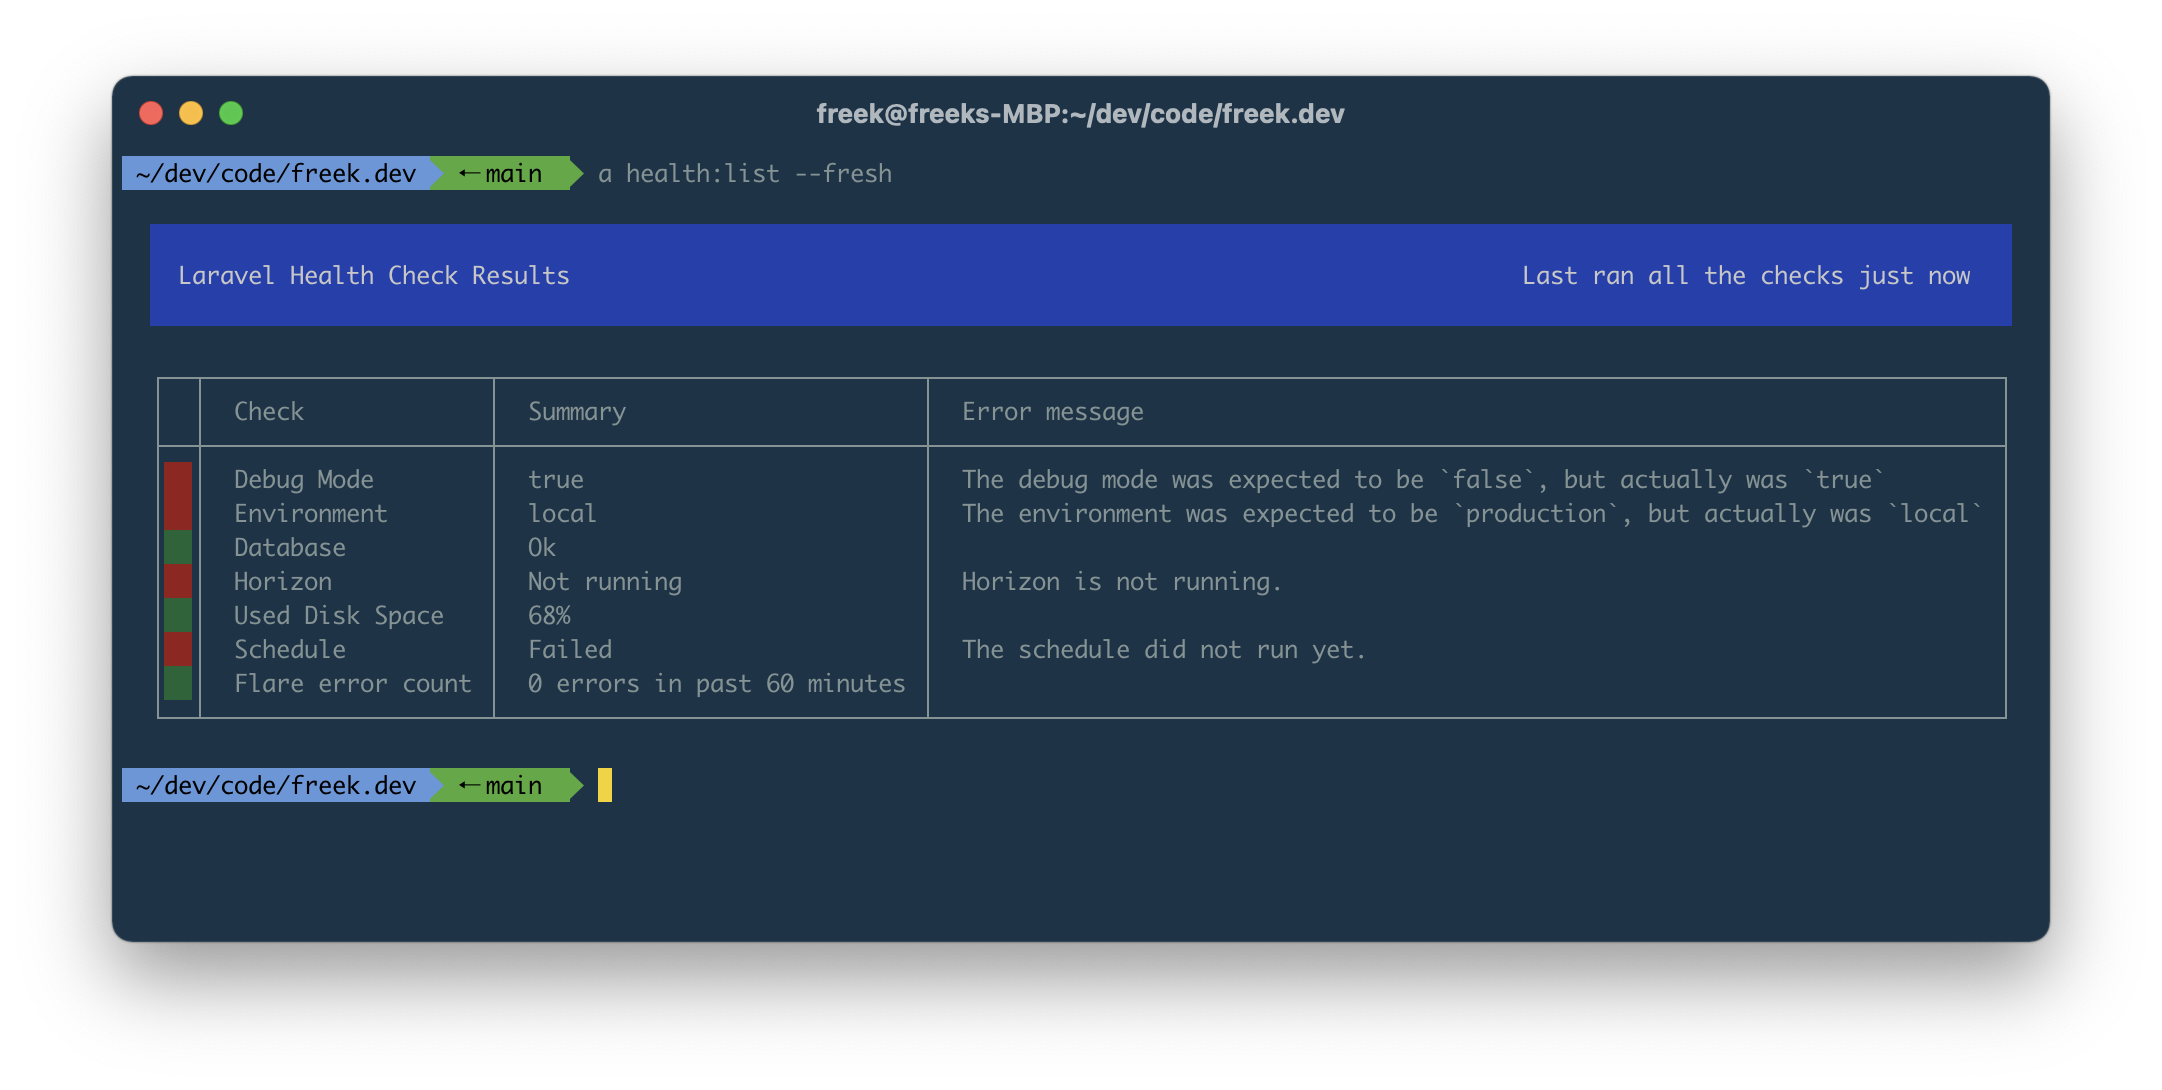 freek@freeks-MBP:~/dev/code/freek.dev
~/dev/code/freek.dev ←main a health:list --fresh
Laravel Health Check Results Last ran all the checks just now
Check Summary Error message
Debug Mode true The debug mode was expected to be `false`, but actually was `true`
Environment local The environment was expected to be `production`, but actually was `local`
Database Ok
Horizon Not running Horizon is not running.
Used Disk Space 68%
Schedule Failed The schedule did not run yet.
Flare error count 0 errors in past 60 minutes
~/dev/code/freek.dev ←main